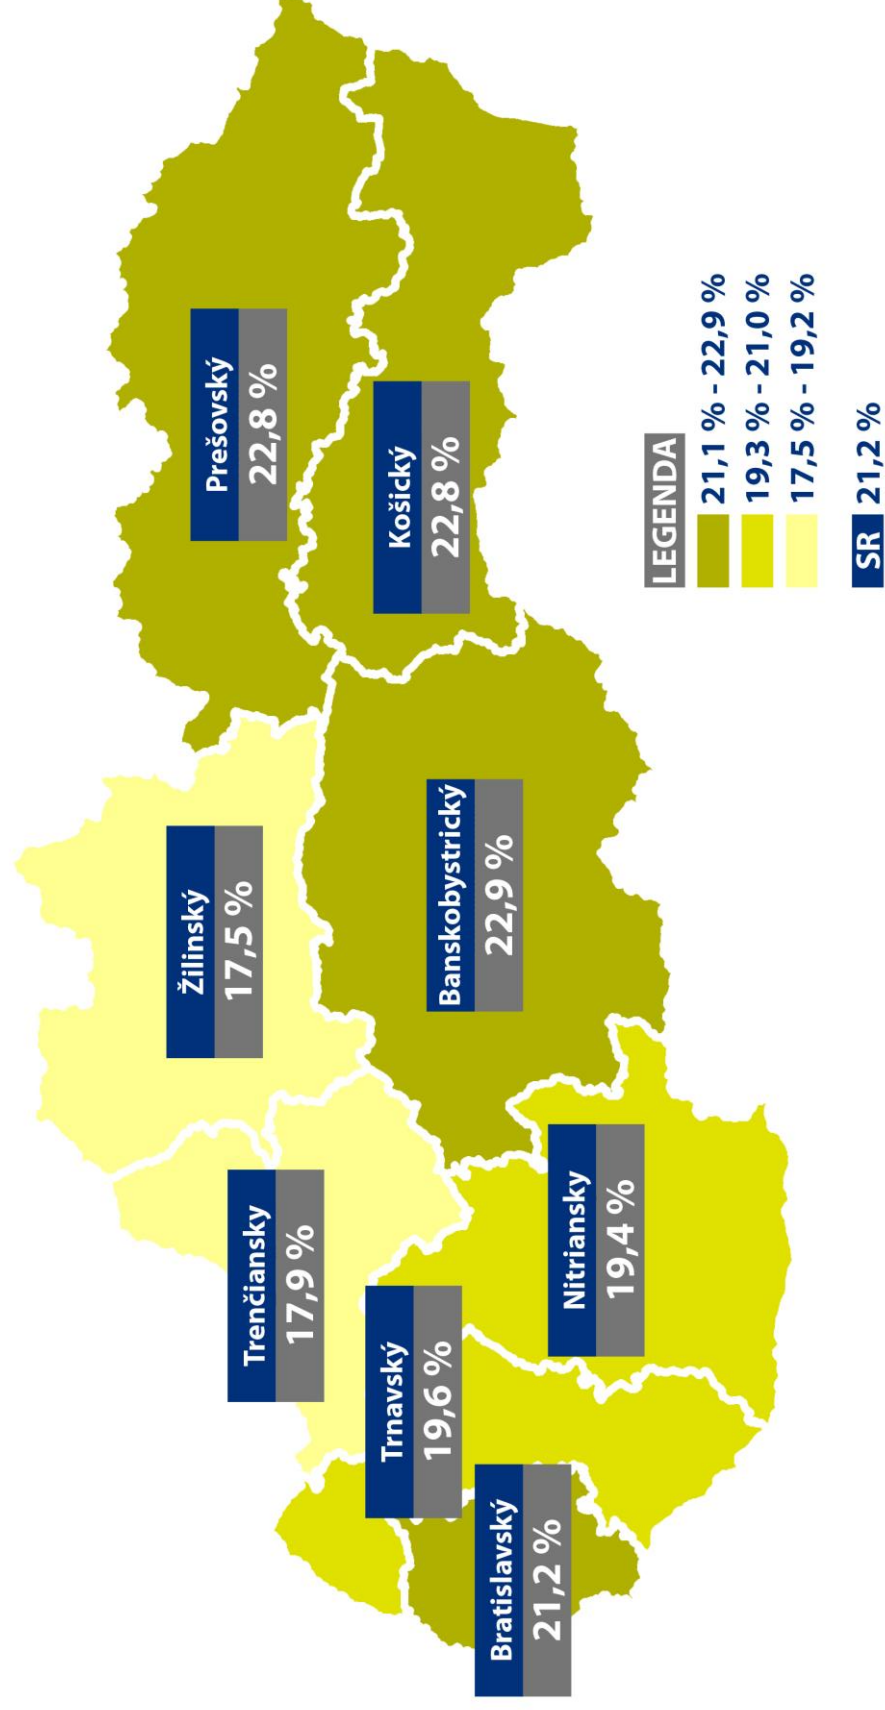 Prešovský
22,8 %
Košický
22,8 %
Žilinský
17,5 %
Banskobystrický
22,9 %
Trenčiansky
17,9 %
Trnavský
19,6 %
Nitriansky
19,4 %
Bratislavský
21,2 %
LEGENDA
21,1 % - 22,9 %
19,3 % - 21,0 %
17,5 % - 19,2 %
SR 21,2 %